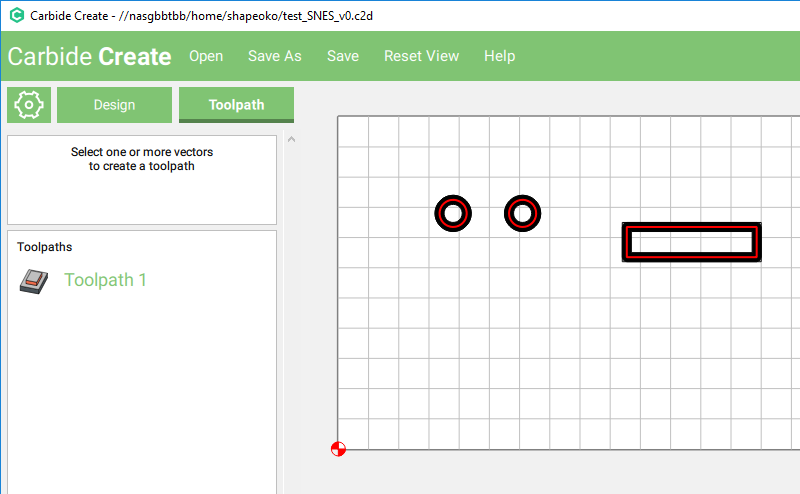 Carbide Create - //nasgbbtbb/home/shapeoko/test_SNES_v0.c2d
Carbide Create Open Save As Save Reset View Help
Design Toolpath
Select one or more vectors
to create a toolpath
Toolpaths
Toolpath 1